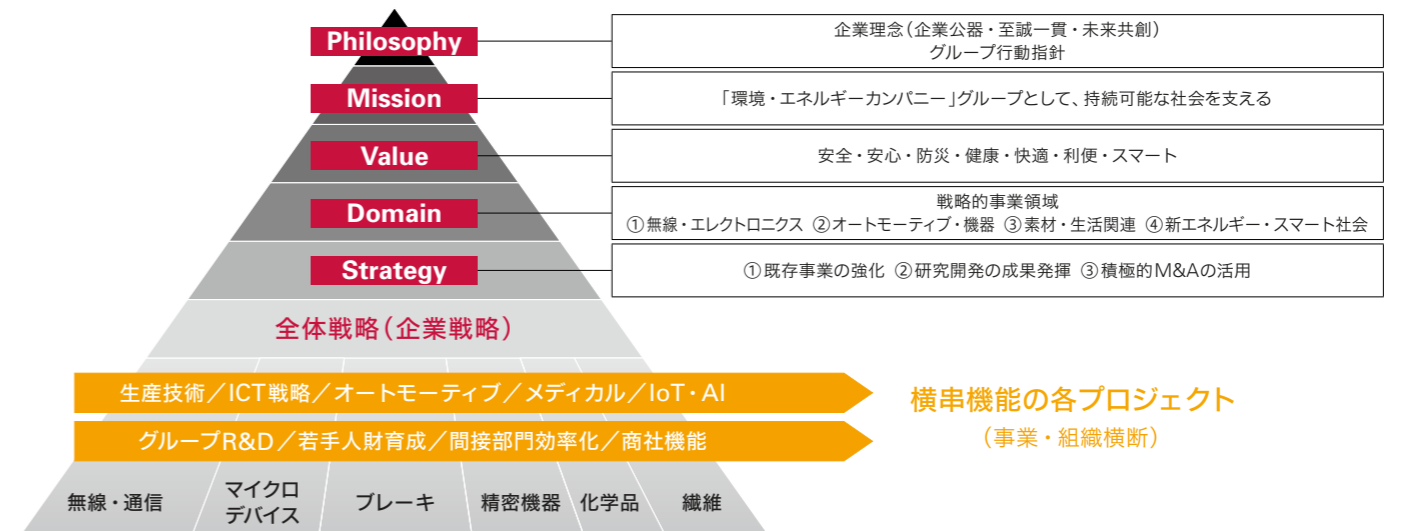 Philosophy
企業理念(企業公器・至誠一貫・未来共創)
グループ行動指針
Mission
「環境・エネルギーカンパニー」グループとして、持続可能な社会を支える
Value
安全・安心・防災・健康・快適・利便・スマート
Domain
戦略的事業領域
①無線・エレクトロニクス ②オートモーティブ・機器 ③素材・生活関連 ④新エネルギー・スマート社会
Strategy
①既存事業の強化 ②研究開発の成果発揮 ③積極的M&Aの活用
全体戦略(企業戦略)
生産技術/ICT戦略/オートモーティブ/メディカル/IoT・AI
グループR&D/若手人財育成/間接部門効率化/商社機能
横串機能の各プロジェクト
(事業・組織横断)
無線・通信
マイクロ
デバイス
ブレーキ
精密機器
化学品
繊維